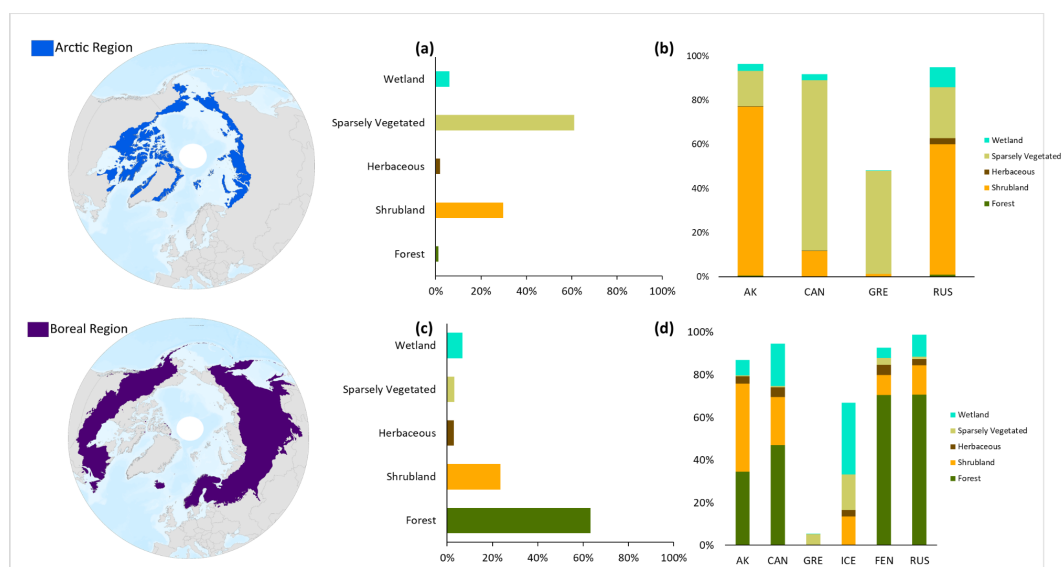 Arctic Region
(a)
Wetland
Sparsely Vegetated
Herbaceous
Shrubland
Forest
0% 20% 40% 60% 80% 100%
(b)
100%
80%
60%
40%
20%
0%
AK CAN GRE RUS
Wetland
Sparsely Vegetated
Herbaceous
Shrubland
Forest
Boreal Region
(c)
Wetland
Sparsely Vegetated
Herbaceous
Shrubland
Forest
0% 20% 40% 60% 80% 100%
(d)
100%
80%
60%
40%
20%
0%
AK CAN GRE ICE FEN RUS
Wetland
Sparsely Vegetated
Herbaceous
Shrubland
Forest